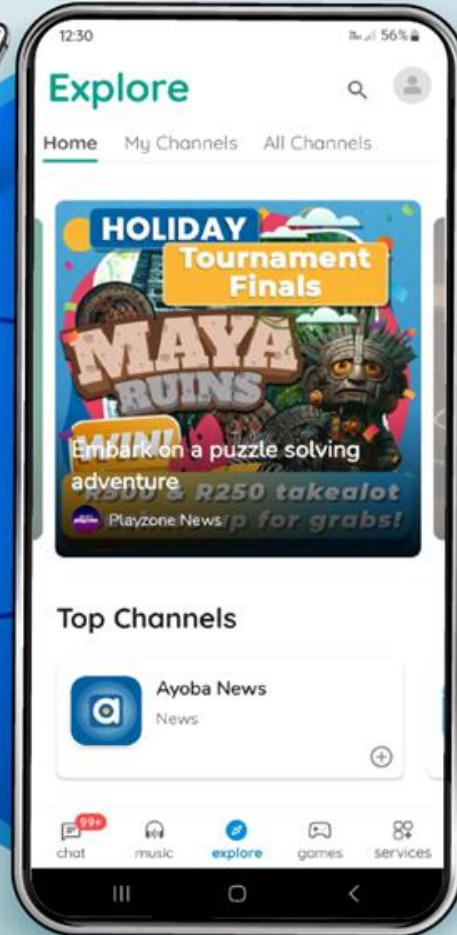 12:30
56%
Explore
Home My Channels All Channels
HOLIDAY
Tournament
Finals
MAYA
RUINS
WIN!
Embark on a puzzle solving
adventure
R500 & R250 takealot
Playzone News
up for grabs!
Top Channels
Ayoba News
News
99+
chat music explore games services